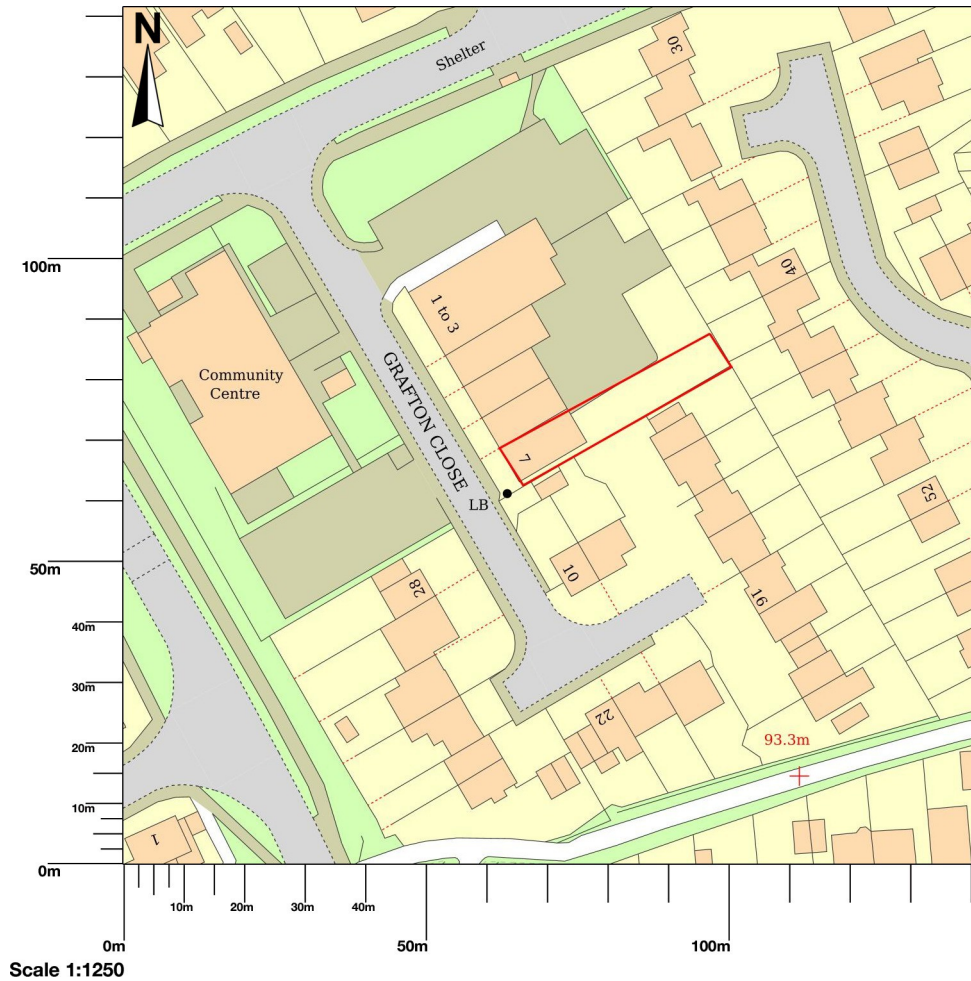 N
Shelter
30
40
1 to 3
100m
Community
Centre
GRAFTON CLOSE
7
52
LB
50m
10
28
16
40m
30m
22
93.3m
20m
10m
1
0m
10m
20m
30m
40m
0m
50m
100m
Scale 1:1250